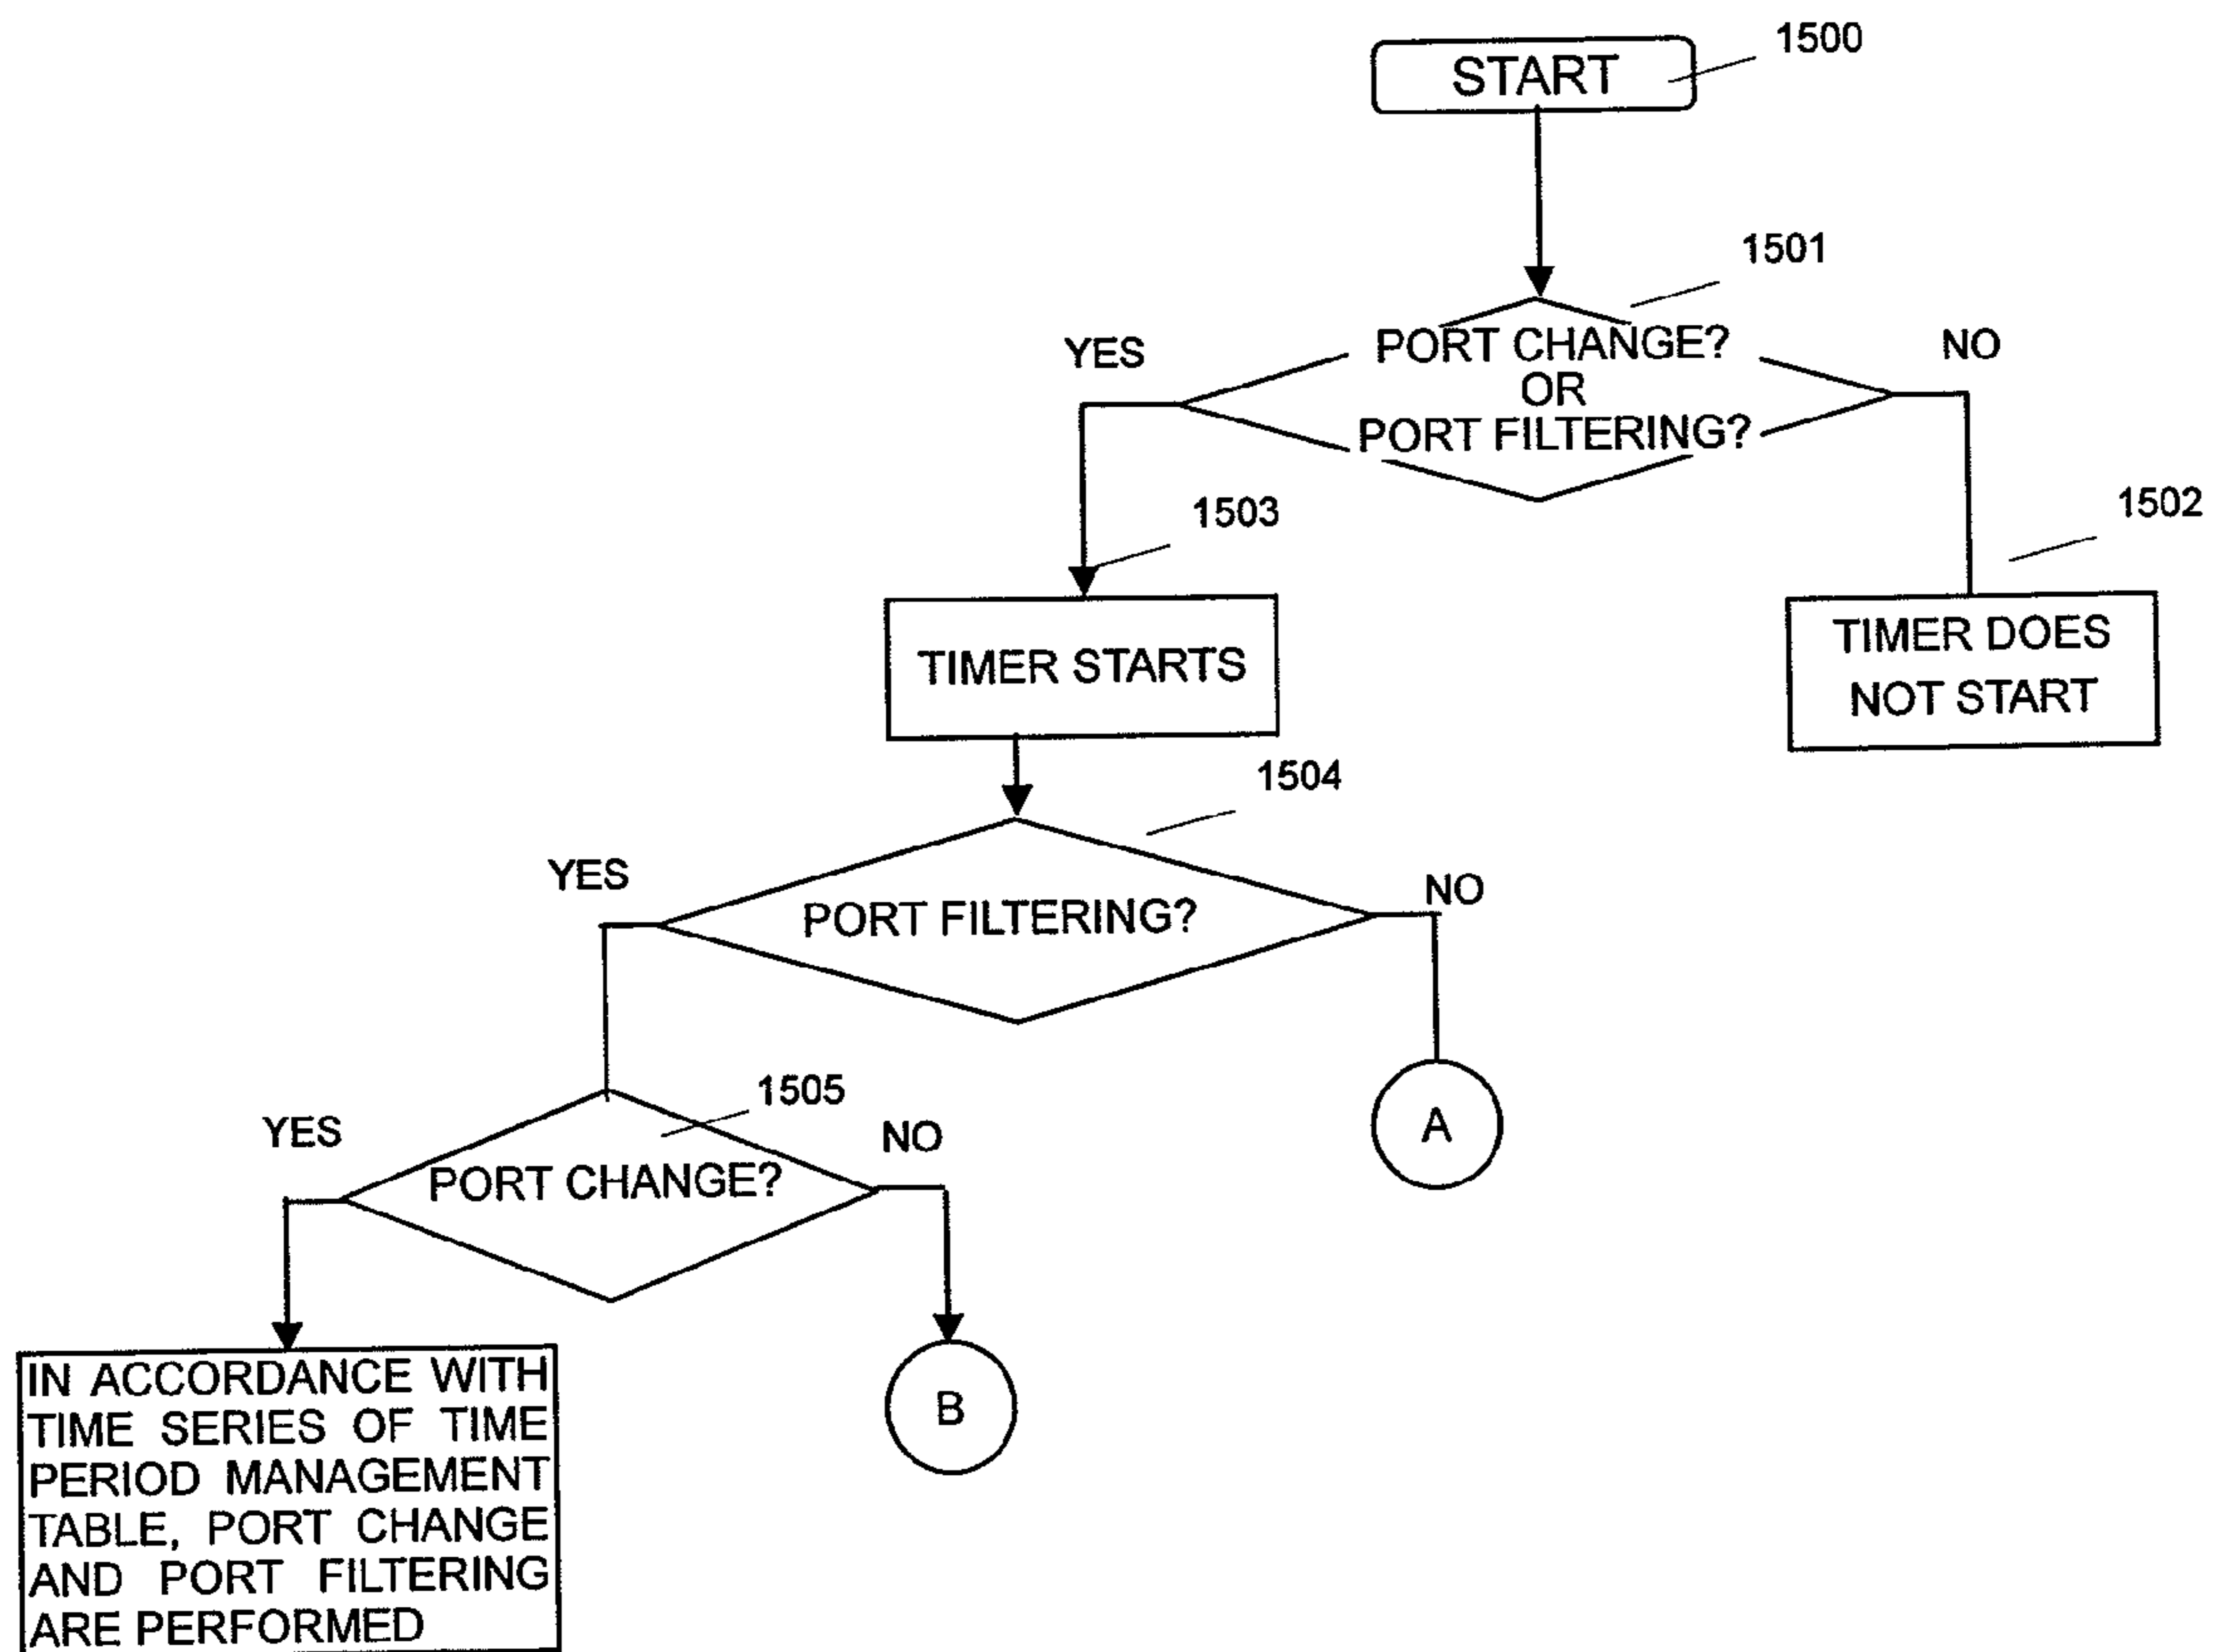 1500
START
1501
YES
PORT CHANGE?
OR
PORT FILTERING?
NO
1503
1502
TIMER STARTS
TIMER DOES
NOT START
1504
YES
PORT FILTERING?
NO
1505
YES
PORT CHANGE?
NO
A
B
IN ACCORDANCE WITH
TIME SERIES OF TIME
PERIOD MANAGEMENT
TABLE, PORT CHANGE
AND PORT FILTERING
ARE PERFORMED